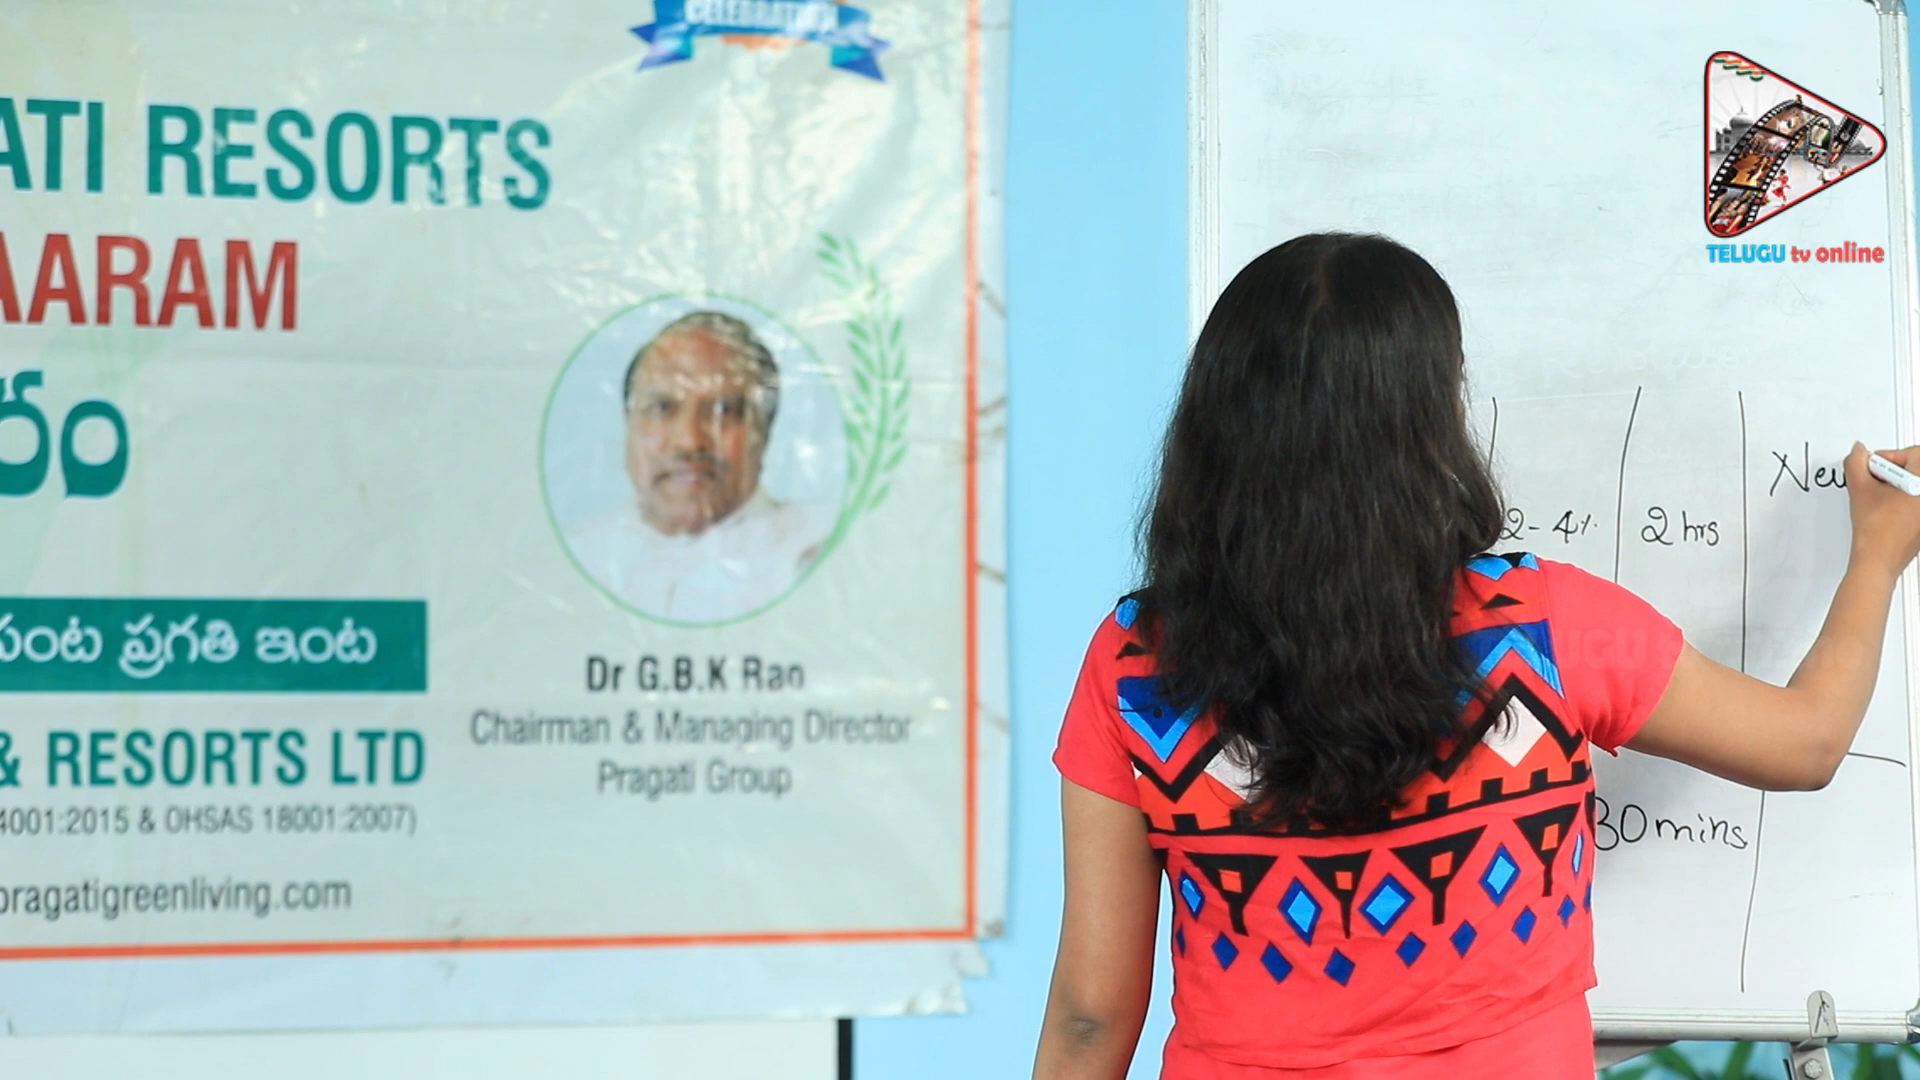 CELEBRATION
ATI RESORTS
AARAM
రం
పంట ప్రగతి ఇంట
& RESORTS LTD
4001:2015 & OHSAS 18001:2007)
pragatigreenliving.com
Dr G.B.K Rao
Chairman & Managing Director
Pragati Group
TELUGU tv online
2-4%
2 hrs
New
30 mins